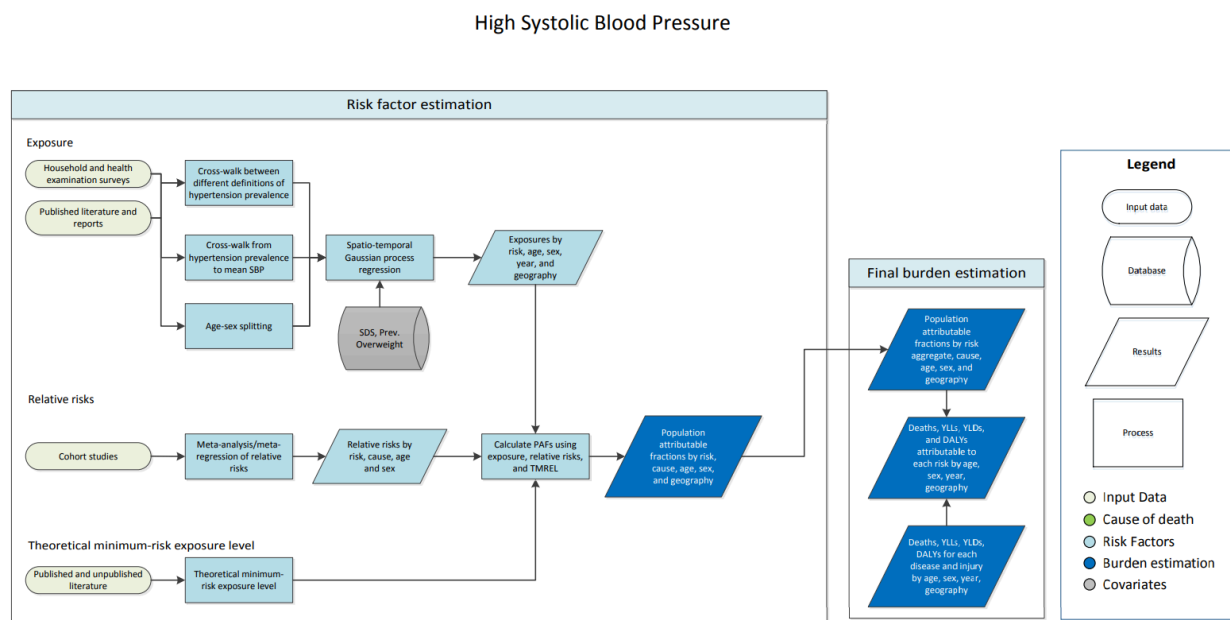 High Systolic Blood Pressure
Risk factor estimation
Exposure
Household and health
examination surveys
Published literature and
reports
Cross-walk between
different definitions of
hypertension prevalence
Cross-walk from
hypertension prevalence
to mean SBP
Age-sex splitting
Spatio-temporal
Gaussian process
regression
SDS, Prev.
Overweight
Exposures by
risk, age, sex,
year, and
geography
Relative risks
Cohort studies
Meta-analysis/meta-
regression of relative
risks
Relative risks by
risk, cause, age
and sex
Calculate PAFs using
exposure, relative risks,
and TMREL
Population
attributable
fractions by risk,
cause, age, sex,
and geography
Theoretical minimum-risk exposure level
Published and unpublished
literature
Theoretical minimum-
risk exposure level
Final burden estimation
Population
attributable
fractions by risk
aggregate, cause,
age, sex, and
geography
Deaths, YLLs, YLDs,
and DALYs
attributable to
each risk by age,
sex, year,
geography
Deaths, YLLs, YLDs,
DALYs for each
disease and injury
by age, sex, year,
geography
Legend
Input data
Database
Results
Process
Input Data
Cause of death
Risk Factors
Burden estimation
Covariates